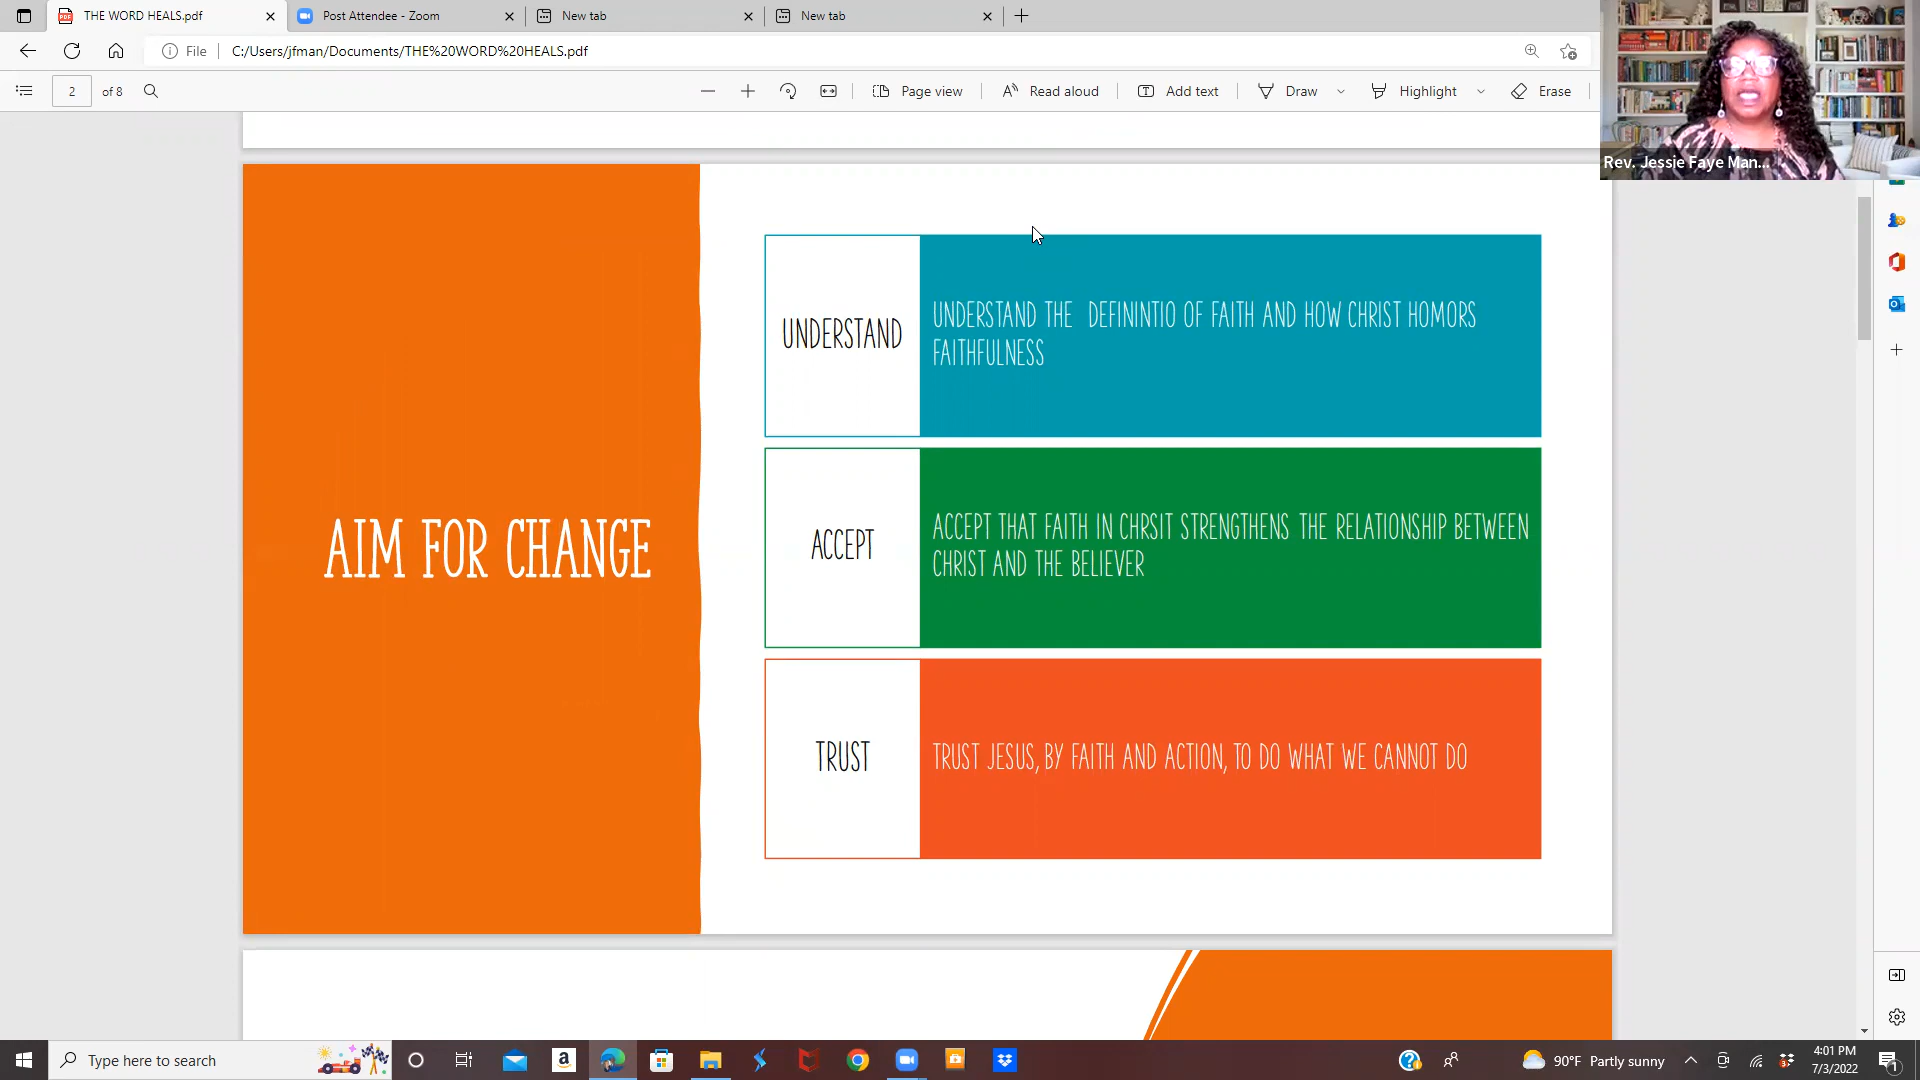 THE WORD HEALS.pdf
Post Attendee - Zoom
New tab
New tab
File
C:/Users/jfman/Documents/THE%20WORD%20HEALS.pdf
2
of 8
Page view
Read aloud
Add text
Draw
Highlight
Erase
Rev. Jessie Faye Man...
AIM FOR CHANGE
UNDERSTAND
UNDERSTAND THE DEFININTIO OF FAITH AND HOW CHRIST HOMORS
FAITHFULNESS
ACCEPT
ACCEPT THAT FAITH IN CHRSIT STRENGTHENS THE RELATIONSHIP BETWEEN
CHRIST AND THE BELIEVER
TRUST
TRUST JESUS, BY FAITH AND ACTION, TO DO WHAT WE CANNOT DO
Type here to search
90°F Partly sunny
4:01 PM
7/3/2022
1